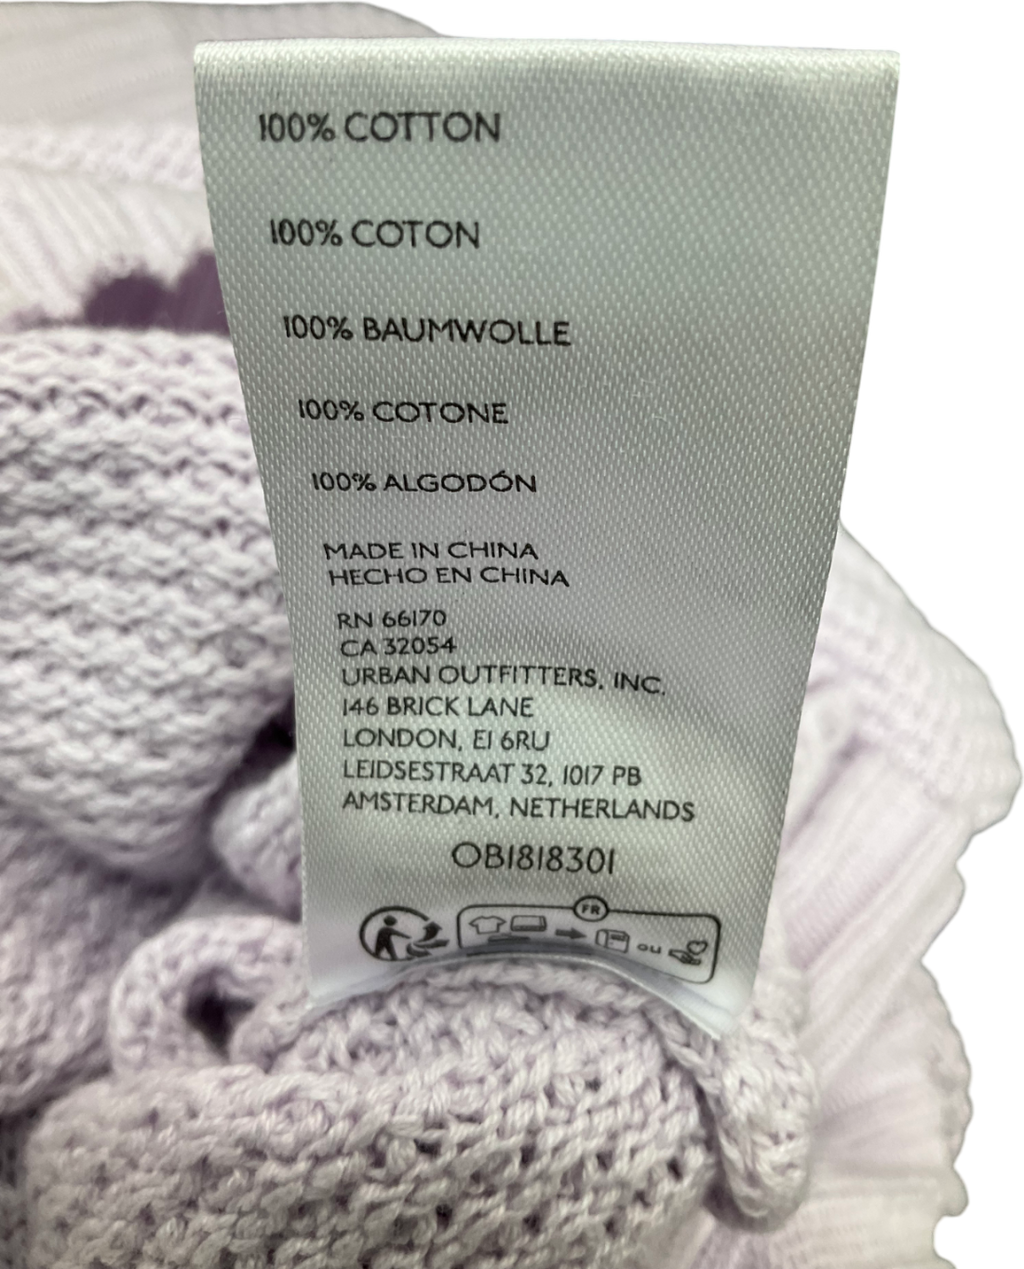 100% COTTON
100% COTON
100% BAUMWOLLE
100% COTONE
100% ALGODÓN
MADE IN CHINA
HECHO EN CHINA
RN 66170
CA 32054
URBAN OUTFITTERS, INC.
146 BRICK LANE
LONDON, E1 6RU
LEIDSESTRAAT 32, 1017 PB
AMSTERDAM, NETHERLANDS
OB1818301
FR
ou